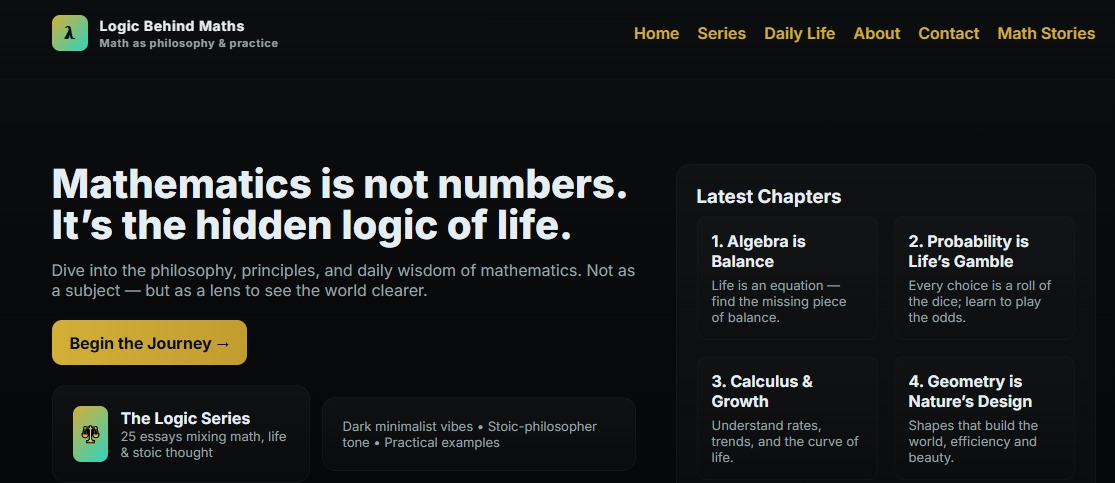 λ
Logic Behind Maths
Math as philosophy & practice
Home Series Daily Life About Contact Math Stories
Mathematics is not numbers.
It’s the hidden logic of life.
Dive into the philosophy, principles, and daily wisdom of mathematics. Not as
a subject — but as a lens to see the world clearer.
Begin the Journey →
The Logic Series
25 essays mixing math, life
& stoic thought
Dark minimalist vibes • Stoic-philosopher
tone • Practical examples
Latest Chapters
1. Algebra is
Balance
Life is an equation —
find the missing piece
of balance.
2. Probability is
Life’s Gamble
Every choice is a roll of
the dice; learn to play
the odds.
3. Calculus &
Growth
Understand rates,
trends, and the curve of
life.
4. Geometry is
Nature’s Design
Shapes that build the
world, efficiency and
beauty.